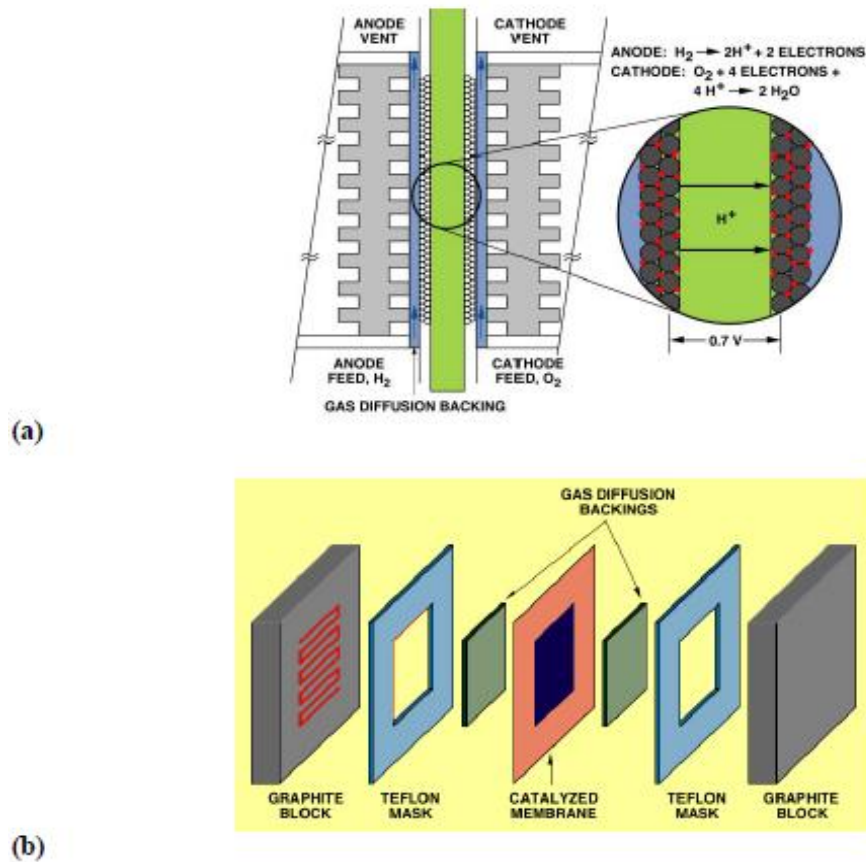 ANODE
VENT
CATHODE
VENT
ANODE: H₂ → 2H⁺ + 2 ELECTRONS
CATHODE: O₂ + 4 ELECTRONS +
4 H⁺ → 2 H₂O
H⁺
0.7 V
ANODE
FEED, H₂
CATHODE
FEED, O₂
GAS DIFFUSION BACKING
(a)
GAS DIFFUSION
BACKINGS
GRAPHITE
BLOCK
TEFLON
MASK
CATALYZED
MEMBRANE
TEFLON
MASK
GRAPHITE
BLOCK
(b)